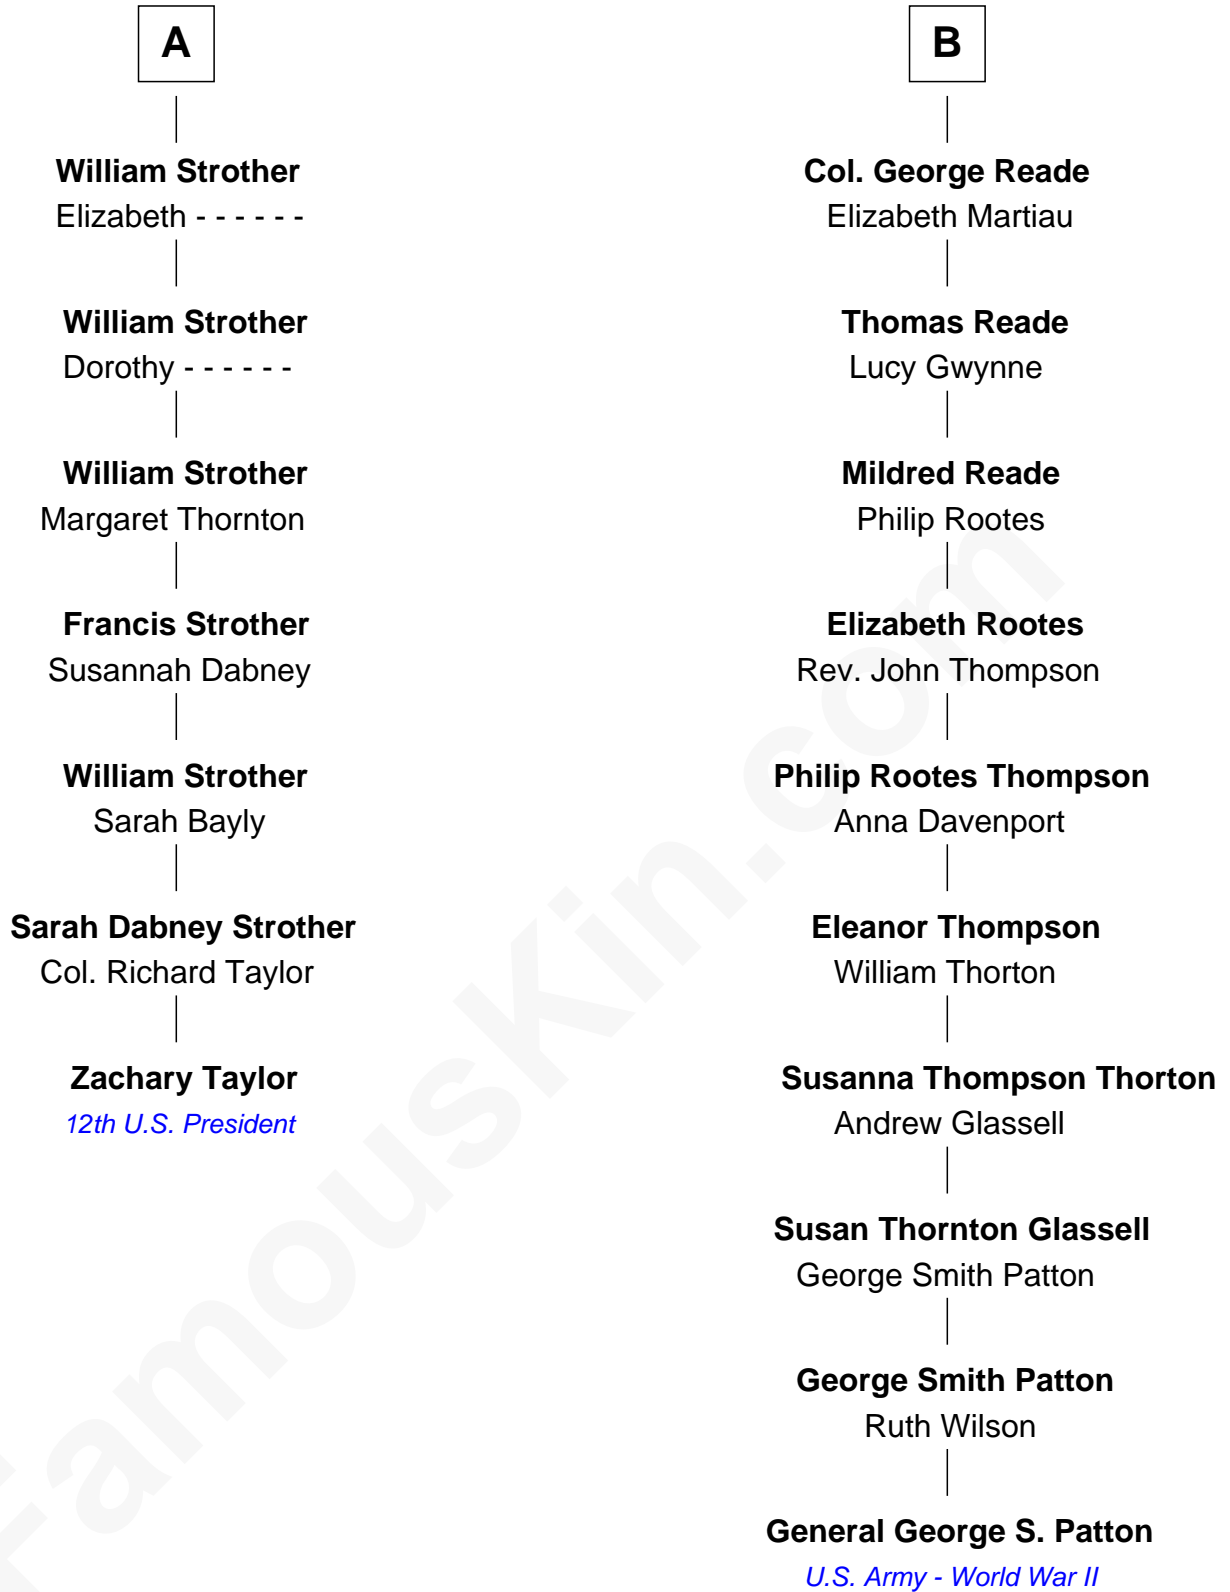 A
William Strother
Elizabeth - - - - - -
William Strother
Dorothy - - - - - -
William Strother
Margaret Thornton
Francis Strother
Susannah Dabney
William Strother
Sarah Bayly
Sarah Dabney Strother
Col. Richard Taylor
Zachary Taylor
12th U.S. President
B
Col. George Reade
Elizabeth Martiau
Thomas Reade
Lucy Gwynne
Mildred Reade
Philip Rootes
Elizabeth Rootes
Rev. John Thompson
Philip Rootes Thompson
Anna Davenport
Eleanor Thompson
William Thorton
Susanna Thompson Thorton
Andrew Glassell
Susan Thornton Glassell
George Smith Patton
George Smith Patton
Ruth Wilson
General George S. Patton
U.S. Army - World War II
FamousKin.com